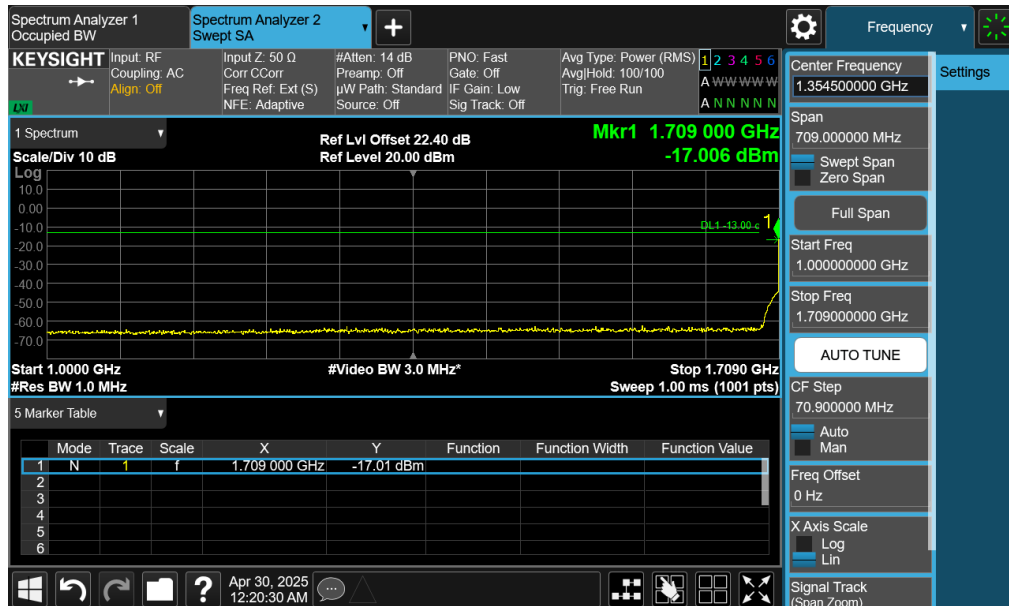 Spectrum Analyzer 1
Occupied BW
Spectrum Analyzer 2
Swept SA
Frequency
KEYSIGHT
LXI
Input: RF
Coupling: AC
Align: Off
Input Z: 50 Ω
Corr CCorr
Freq Ref: Ext (S)
NFE: Adaptive
#Atten: 14 dB
Preamp: Off
µW Path: Standard
Source: Off
PNO: Fast
Gate: Off
IF Gain: Low
Sig Track: Off
Avg Type: Power (RMS)
Avg|Hold: 100/100
Trig: Free Run
1 2 3 4 5 6
A W W W W W
A N N N N N
1 Spectrum
Scale/Div 10 dB
Ref Lvl Offset 22.40 dB
Ref Level 20.00 dBm
Mkr1 1.709 000 GHz
-17.006 dBm
Log
10.0
0.00
-10.0
-20.0
-30.0
-40.0
-50.0
-60.0
-70.0
DL1 -13.00
1
Start 1.0000 GHz
#Res BW 1.0 MHz
#Video BW 3.0 MHz*
Stop 1.7090 GHz
Sweep 1.00 ms (1001 pts)
5 Marker Table
Mode Trace Scale X Y Function Function Width Function Value
1 N 1 f 1.709 000 GHz -17.01 dBm
2
3
4
5
6
Apr 30, 2025
12:20:30 AM
Center Frequency
1.354500000 GHz
Settings
Span
709.000000 MHz
Swept Span
Zero Span
Full Span
Start Freq
1.000000000 GHz
Stop Freq
1.709000000 GHz
AUTO TUNE
CF Step
70.900000 MHz
Auto
Man
Freq Offset
0 Hz
X Axis Scale
Log
Lin
Signal Track
(Span Zoom)